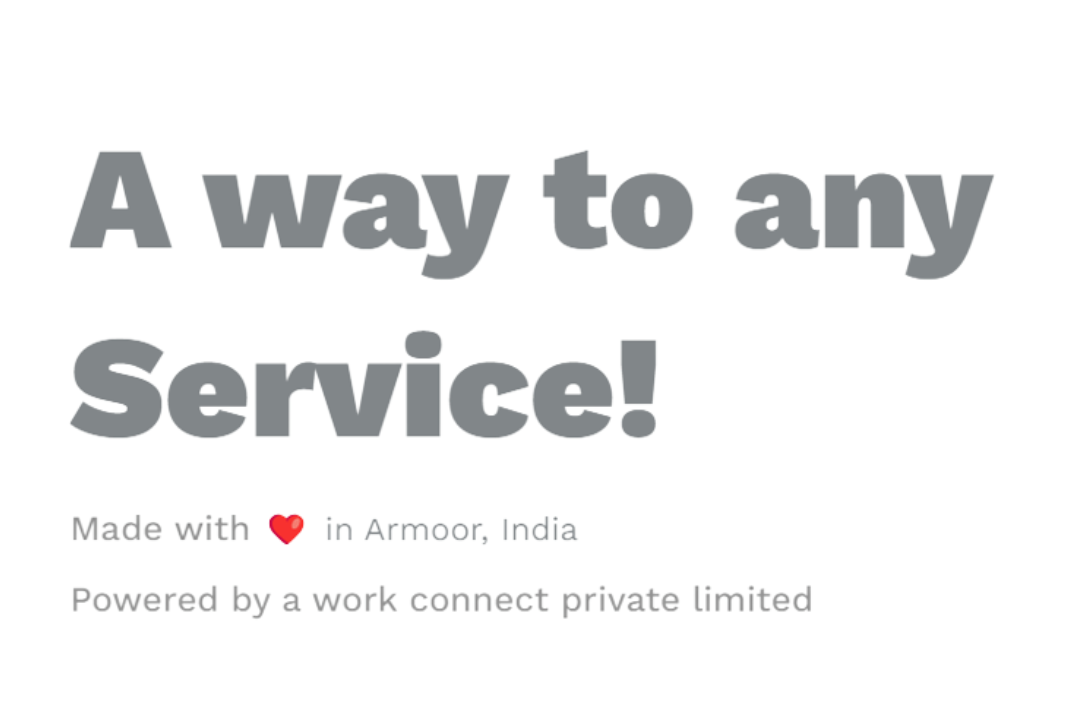 A way to any
Service!
Made with ❤️ in Armoor, India
Powered by a work connect private limited